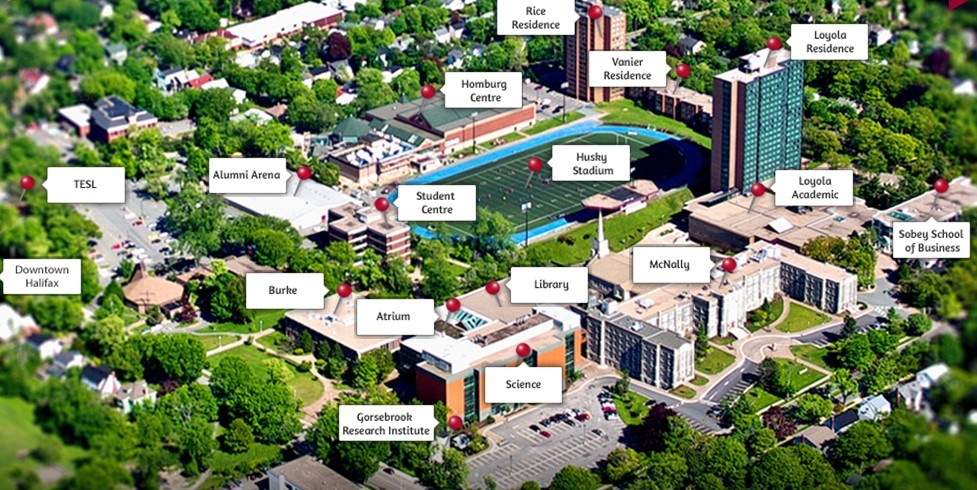 Rice
Residence
Loyola
Residence
Vanier
Residence
Homburg
Centre
Husky
Stadium
Alumni Arena
TESL
Student
Centre
Loyola
Academic
Sobey School
of Business
McNally
Downtown
Halifax
Burke
Library
Atrium
Science
Gorsebrook
Research Institute